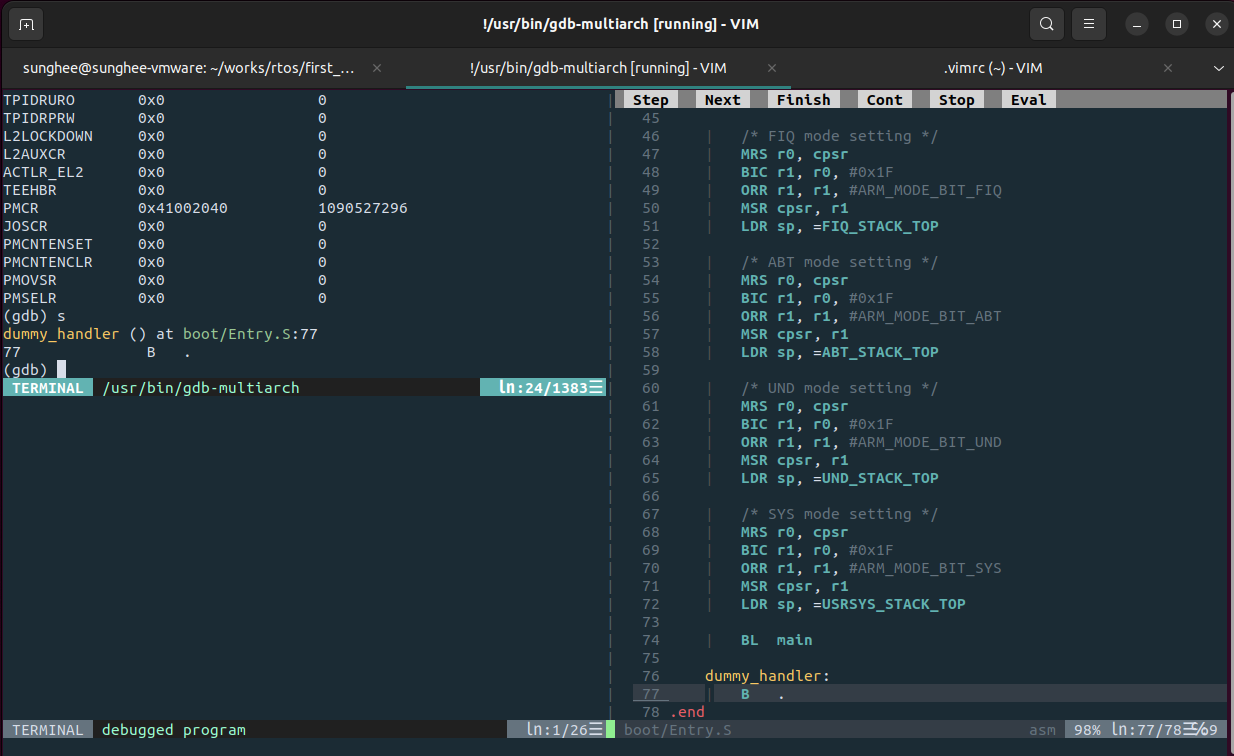 !/usr/bin/gdb-multiarch [running] - VIM
sunghee@sunghee-vmware: ~/works/rtos/first_...
!/usr/bin/gdb-multiarch [running] - VIM
.vimrc (~) - VIM
TPIDRURO 0x0 0
TPIDRPRW 0x0 0
L2LOCKDOWN 0x0 0
L2AUXCR 0x0 0
ACTLR_EL2 0x0 0
TEEHBR 0x0 0
PMCR 0x41002040 1090527296
JOSCR 0x0 0
PMCNTENSET 0x0 0
PMCNTENCLR 0x0 0
PMOVSR 0x0 0
PMSELR 0x0 0
(gdb) s
dummy_handler () at boot/Entry.S:77
77 B .
(gdb)
TERMINAL /usr/bin/gdb-multiarch ln:24/1383☰
TERMINAL debugged program ln:1/26☰
Step Next Finish Cont Stop Eval
45
46 | /* FIQ mode setting */
47 | MRS r0, cpsr
48 | BIC r1, r0, #0x1F
49 | ORR r1, r1, #ARM_MODE_BIT_FIQ
50 | MSR cpsr, r1
51 | LDR sp, =FIQ_STACK_TOP
52
53 | /* ABT mode setting */
54 | MRS r0, cpsr
55 | BIC r1, r0, #0x1F
56 | ORR r1, r1, #ARM_MODE_BIT_ABT
57 | MSR cpsr, r1
58 | LDR sp, =ABT_STACK_TOP
59
60 | /* UND mode setting */
61 | MRS r0, cpsr
62 | BIC r1, r0, #0x1F
63 | ORR r1, r1, #ARM_MODE_BIT_UND
64 | MSR cpsr, r1
65 | LDR sp, =UND_STACK_TOP
66
67 | /* SYS mode setting */
68 | MRS r0, cpsr
69 | BIC r1, r0, #0x1F
70 | ORR r1, r1, #ARM_MODE_BIT_SYS
71 | MSR cpsr, r1
72 | LDR sp, =USRSYS_STACK_TOP
73
74 | BL main
75
76 dummy_handler:
77 | B .
78 .end
boot/Entry.S asm 98% ln:77/78☰